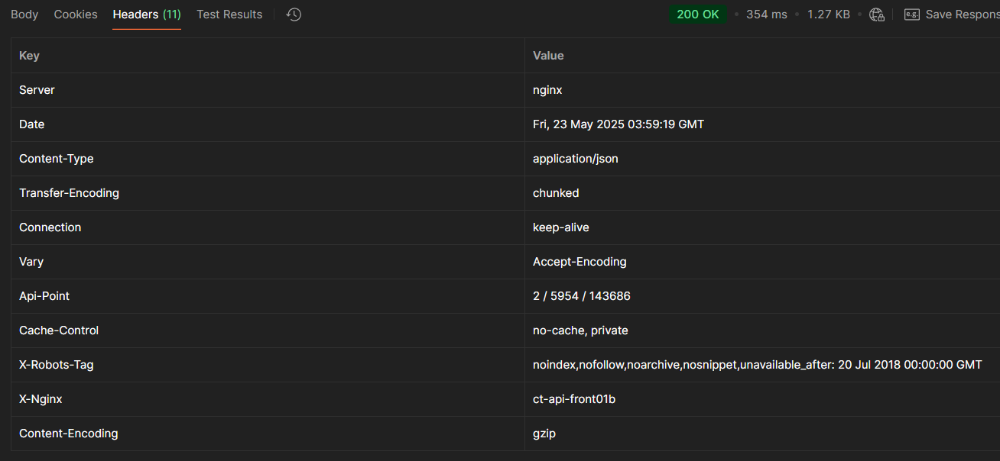 Body Cookies Headers (11) Test Results 200 OK • 354 ms • 1.27 KB • e.g. Save Respons
Key Value
Server nginx
Date Fri, 23 May 2025 03:59:19 GMT
Content-Type application/json
Transfer-Encoding chunked
Connection keep-alive
Vary Accept-Encoding
Api-Point 2 / 5954 / 143686
Cache-Control no-cache, private
X-Robots-Tag noindex,nofollow,noarchive,nosnippet,unavailable_after: 20 Jul 2018 00:00:00 GMT
X-Nginx ct-api-front01b
Content-Encoding gzip